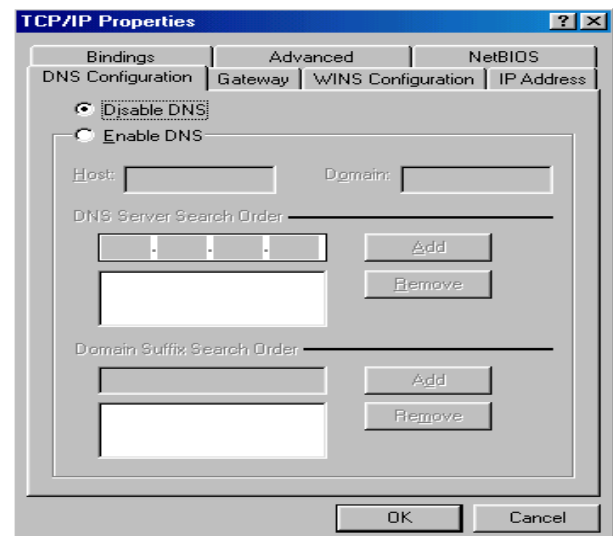 TCP/IP Properties
Bindings Advanced NetBIOS
DNS Configuration Gateway WINS Configuration IP Address
Disable DNS
Enable DNS
Host: Domain:
DNS Server Search Order
. . . Add
Remove
Domain Suffix Search Order
Add
Remove
OK Cancel